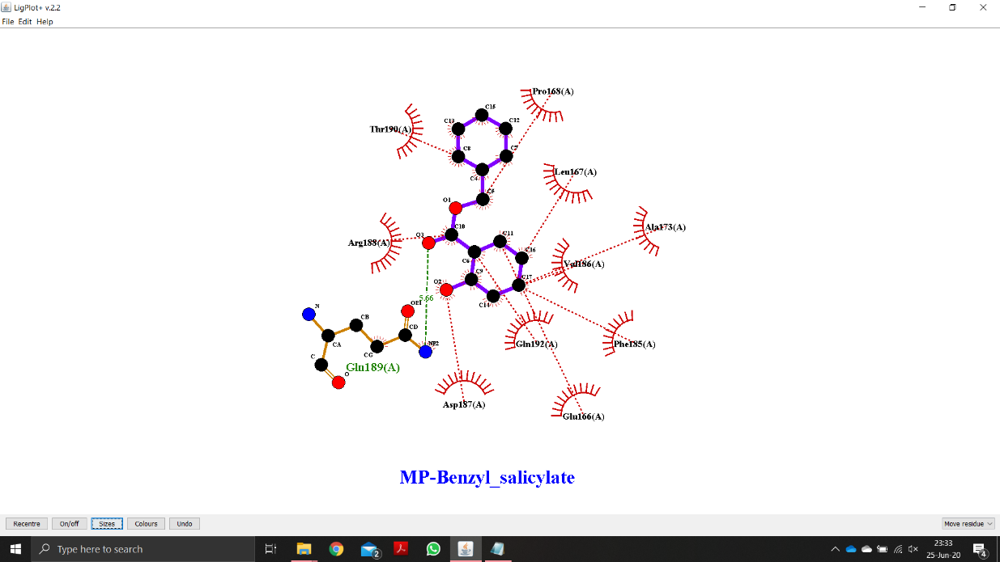 LigPlot+ v.2.2
File Edit Help
Pro168(A)
C15
C13
C12
Thr190(A)
C8
C7
Leu167(A)
C4
C5
O1
Ala173(A)
C10
C11
Arg188(A)
O3
C16
C6
Val186(A)
C9
O2
C17
5.66
C14
OE1
N
CB
CD
CA
NE2
Gln192(A)
Phe185(A)
CG
C
Gln189(A)
O
Asp187(A)
Glu166(A)
MP-Benzyl_salicylate
Recentre On/off Sizes Colours Undo Move residue
Type here to search
2
23:33
25-Jun-20
4